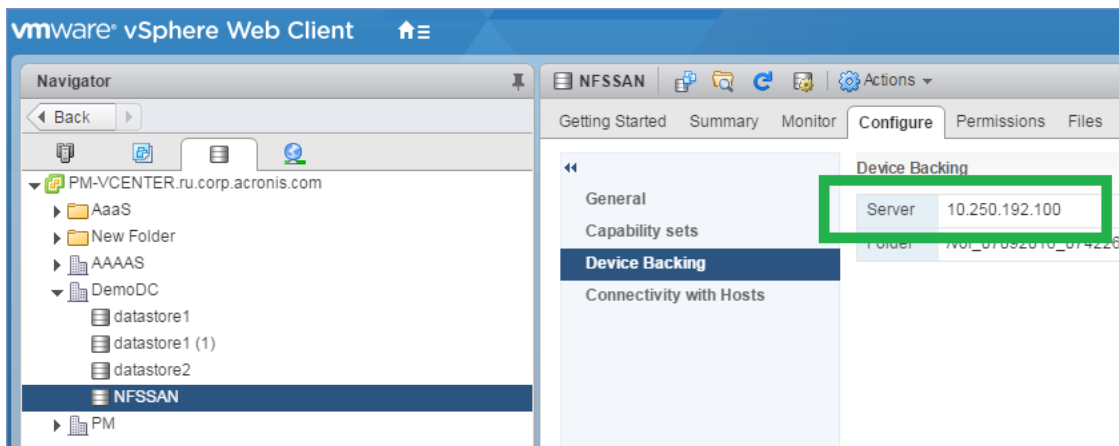 vmware® vSphere Web Client
Navigator
Back
PM-VCENTER.ru.corp.acronis.com
AaaS
New Folder
AAAAS
DemoDC
datastore1
datastore1 (1)
datastore2
NFSSAN
PM
NFSSAN Actions
Getting Started Summary Monitor Configure Permissions Files
General
Capability sets
Device Backing
Connectivity with Hosts
Device Backing
Server 10.250.192.100
Folder